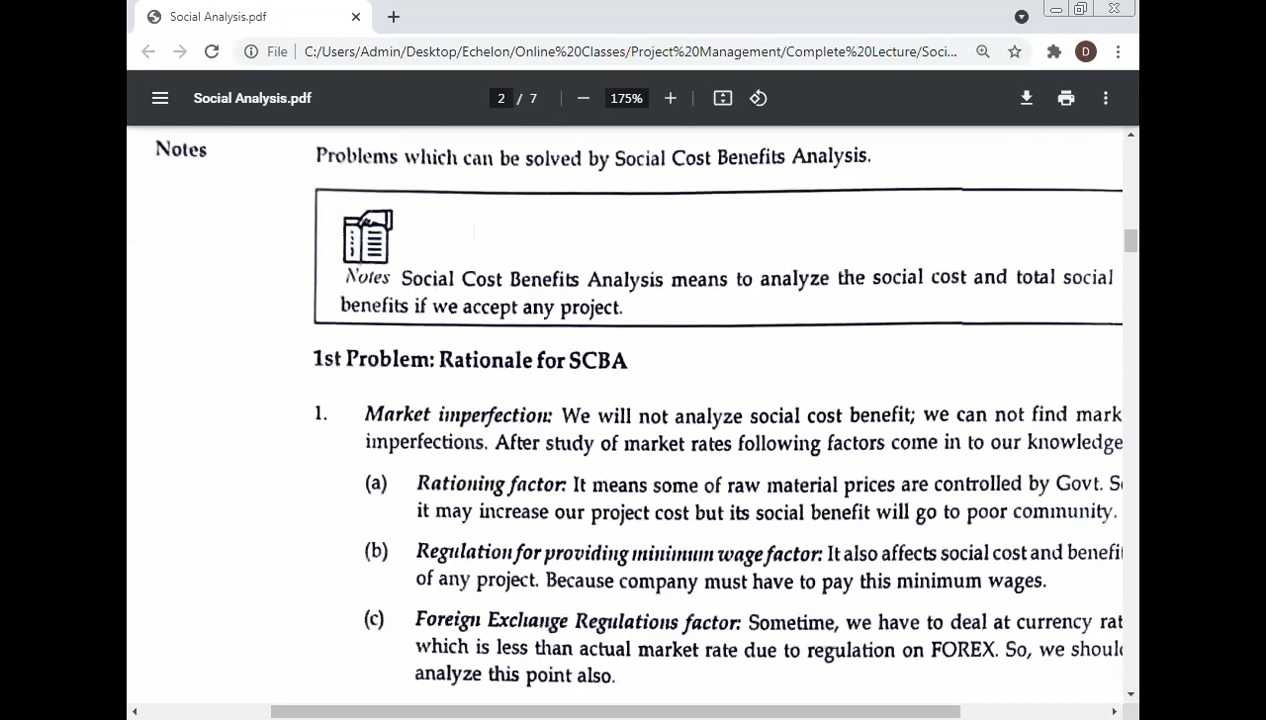 Social Analysis.pdf
File C:/Users/Admin/Desktop/Echelon/Online%20Classes/Project%20Management/Complete%20Lecture/Soci...
D
Social Analysis.pdf 2 / 7 175%
Notes
Problems which can be solved by Social Cost Benefits Analysis.
Notes Social Cost Benefits Analysis means to analyze the social cost and total social
benefits if we accept any project.
1st Problem: Rationale for SCBA
1. Market imperfection: We will not analyze social cost benefit; we can not find mark
imperfections. After study of market rates following factors come in to our knowledge
(a) Rationing factor: It means some of raw material prices are controlled by Govt. S
it may increase our project cost but its social benefit will go to poor community.
(b) Regulation for providing minimum wage factor: It also affects social cost and benefi
of any project. Because company must have to pay this minimum wages.
(c) Foreign Exchange Regulations factor: Sometime, we have to deal at currency rat
which is less than actual market rate due to regulation on FOREX. So, we shoul
analyze this point also.